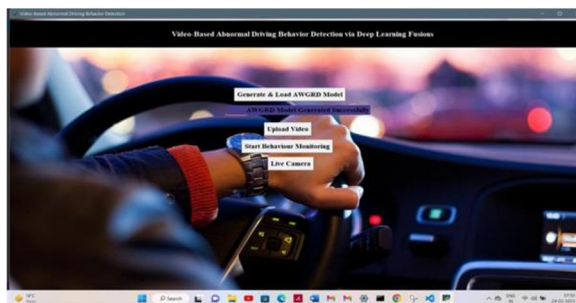 Video Based Abnormal Driving Behavior Detection
Video-Based Abnormal Driving Behavior Detection via Deep Learning Fusions
Generate & Load AWGRD Model
AWGRD Model Generated Successfully
Upload Video
Start Behaviour Monitoring
Live Camera
Search
ENG